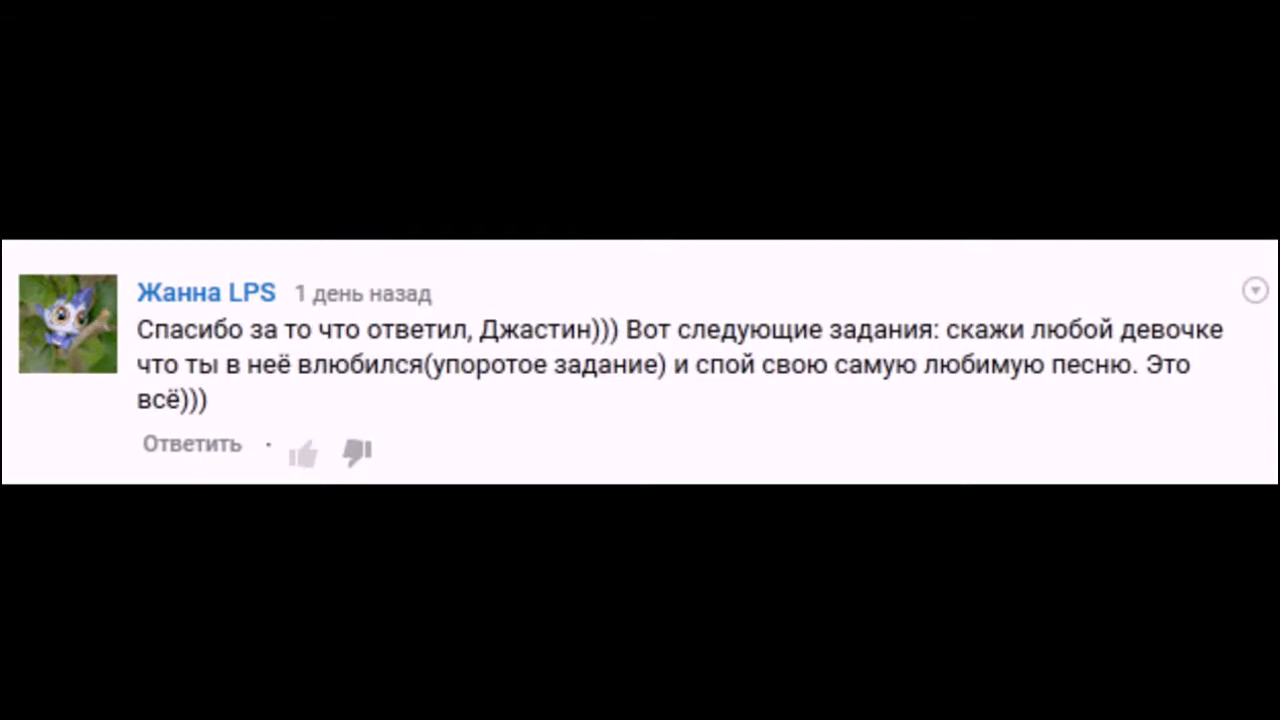 Жанна LPS 1 день назад
Спасибо за то что ответил, Джастин))) Вот следующие задания: скажи любой девочке
что ты в неё влюбился(упоротое задание) и спой свою самую любимую песню. Это
всё)))
Ответить ·